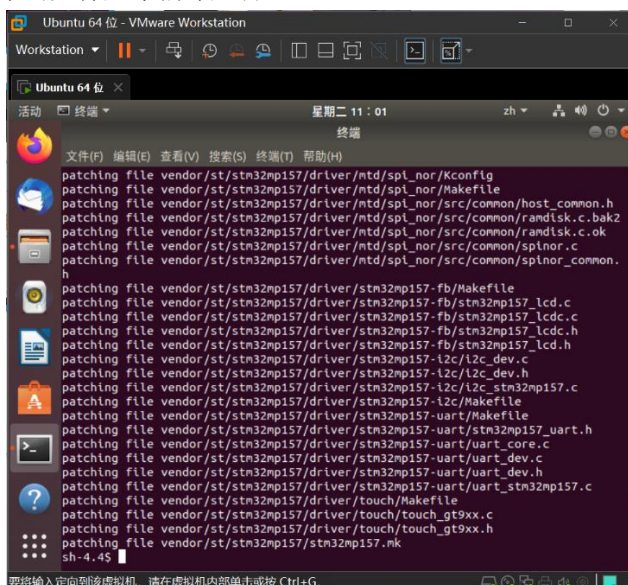 Ubuntu 64 位 - VMware Workstation
Workstation
Ubuntu 64 位
活动 终端 星期二 11：01 zh
终端
文件(F) 编辑(E) 查看(V) 搜索(S) 终端(T) 帮助(H)
patching file vendor/st/stm32mp157/driver/mtd/spi_nor/Kconfig
patching file vendor/st/stm32mp157/driver/mtd/spi_nor/Makefile
patching file vendor/st/stm32mp157/driver/mtd/spi_nor/src/common/host_common.h
patching file vendor/st/stm32mp157/driver/mtd/spi_nor/src/common/ramdisk.c.bak2
patching file vendor/st/stm32mp157/driver/mtd/spi_nor/src/common/ramdisk.c.ok
patching file vendor/st/stm32mp157/driver/mtd/spi_nor/src/common/spinor.c
patching file vendor/st/stm32mp157/driver/mtd/spi_nor/src/common/spinor_common.
h
patching file vendor/st/stm32mp157/driver/stm32mp157-fb/Makefile
patching file vendor/st/stm32mp157/driver/stm32mp157-fb/stm32mp157_lcd.c
patching file vendor/st/stm32mp157/driver/stm32mp157-fb/stm32mp157_lcdc.c
patching file vendor/st/stm32mp157/driver/stm32mp157-fb/stm32mp157_lcdc.h
patching file vendor/st/stm32mp157/driver/stm32mp157-fb/stm32mp157_lcd.h
patching file vendor/st/stm32mp157/driver/stm32mp157-i2c/i2c_dev.c
patching file vendor/st/stm32mp157/driver/stm32mp157-i2c/i2c_dev.h
patching file vendor/st/stm32mp157/driver/stm32mp157-i2c/i2c_stm32mp157.c
patching file vendor/st/stm32mp157/driver/stm32mp157-i2c/Makefile
patching file vendor/st/stm32mp157/driver/stm32mp157-uart/Makefile
patching file vendor/st/stm32mp157/driver/stm32mp157-uart/stm32mp157_uart.h
patching file vendor/st/stm32mp157/driver/stm32mp157-uart/uart_core.c
patching file vendor/st/stm32mp157/driver/stm32mp157-uart/uart_dev.c
patching file vendor/st/stm32mp157/driver/stm32mp157-uart/uart_dev.h
patching file vendor/st/stm32mp157/driver/stm32mp157-uart/uart_stm32mp157.c
patching file vendor/st/stm32mp157/driver/touch/Makefile
patching file vendor/st/stm32mp157/driver/touch/touch_gt9xx.c
patching file vendor/st/stm32mp157/driver/touch/touch_gt9xx.h
patching file vendor/st/stm32mp157/stm32mp157.mk
sh-4.4$
要将输入定向到该虚拟机，请在虚拟机内部单击或按 Ctrl+G